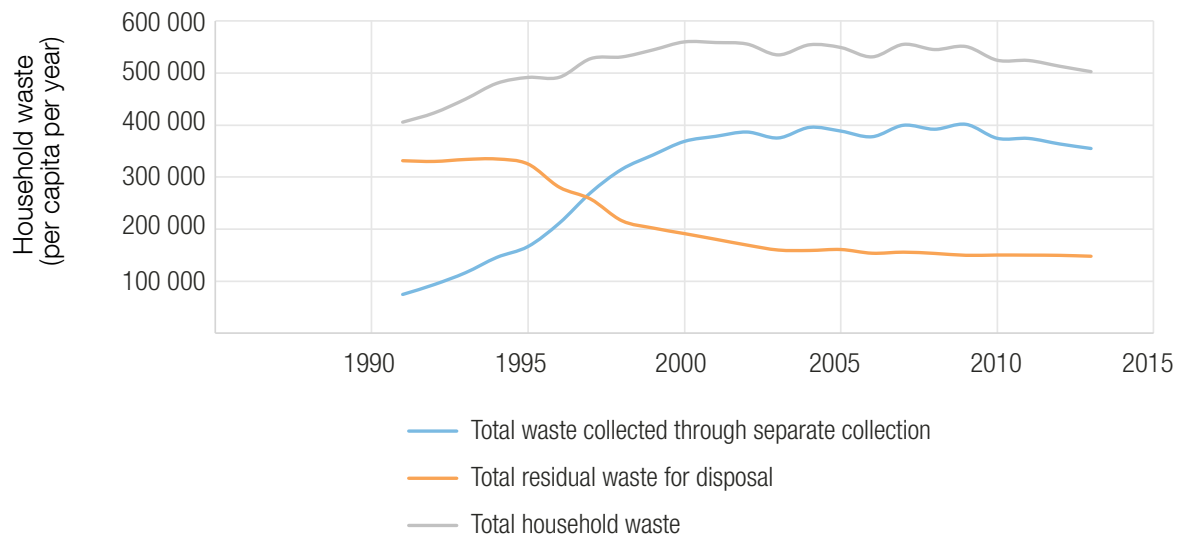 Household waste
(per capita per year)
600 000
500 000
400 000
300 000
200 000
100 000
1990
1995
2000
2005
2010
2015
Total waste collected through separate collection
Total residual waste for disposal
Total household waste